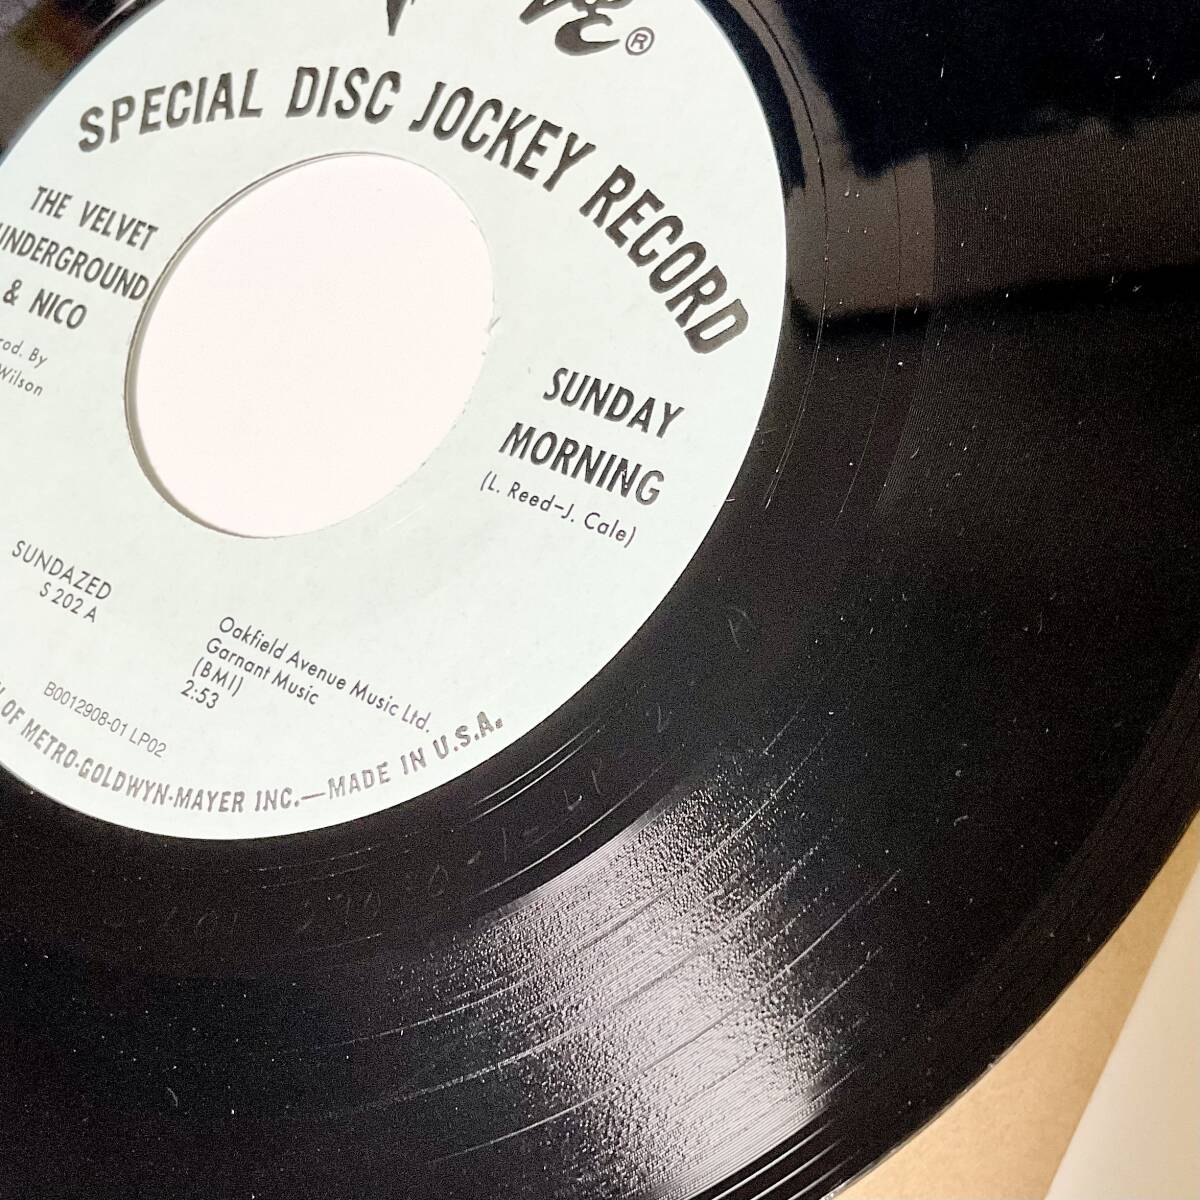 ®
SPECIAL DISC JOCKEY RECORD
THE VELVET
UNDERGROUND
& NICO
By
Wilson
SUNDAY
MORNING
(L. Reed-J. Cale)
SUNDAZED
S 202 A
Oakfield Avenue Music Ltd.
Garnant Music
(BMI)
2:53
B0012908-01 LP02
OF METRO-GOLDWYN-MAYER INC.—MADE IN U.S.A.